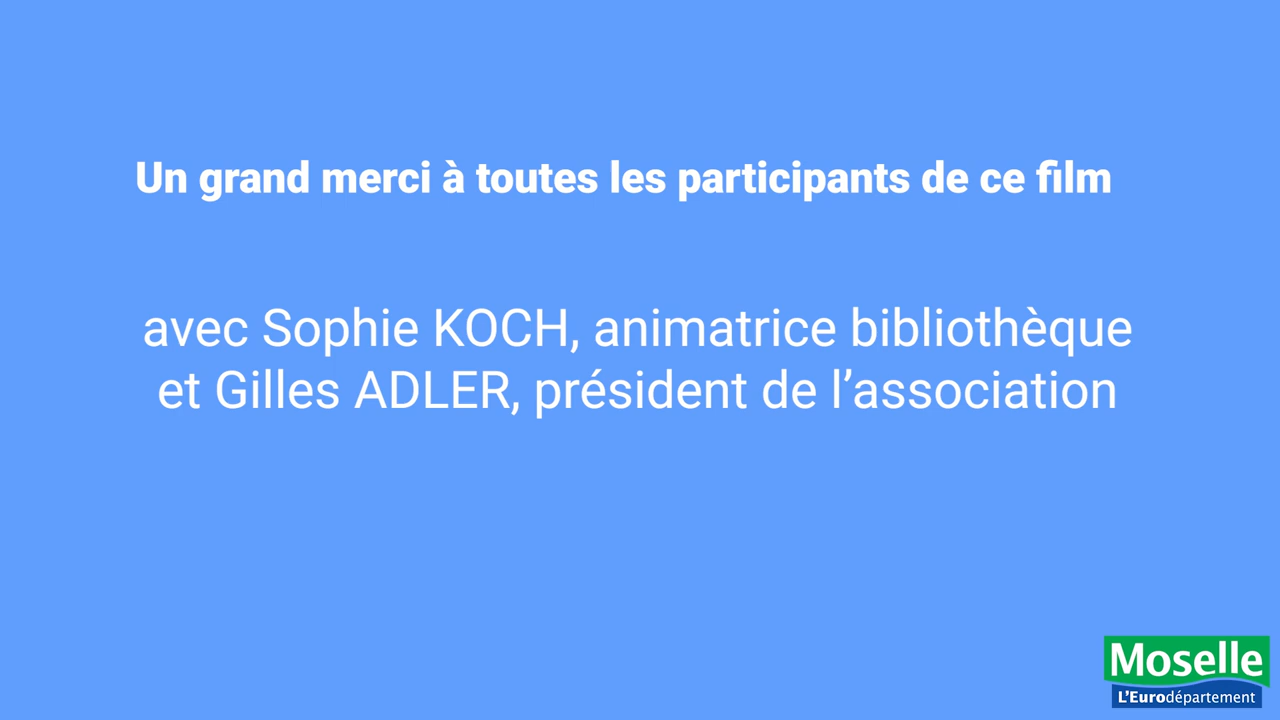 Un grand merci à toutes les participants de ce film
avec Sophie KOCH, animatrice bibliothèque
et Gilles ADLER, président de l’association
Moselle
L'Eurodépartement